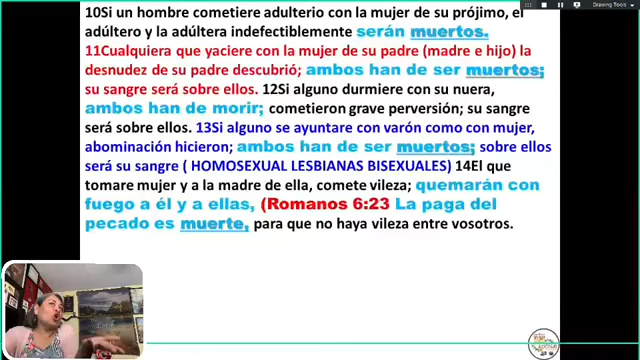 Drawing Tools
10Si un hombre cometiere adulterio con la mujer de su prójimo, el
adúltero y la adúltera indefectiblemente serán muertos.
11Cualquiera que yaciere con la mujer de su padre (madre e hijo) la
desnudez de su padre descubrió; ambos han de ser muertos;
su sangre será sobre ellos. 12Si alguno durmiere con su nuera,
ambos han de morir; cometieron grave perversión; su sangre
será sobre ellos. 13Si alguno se ayuntare con varón como con mujer,
abominación hicieron; ambos han de ser muertos; sobre ellos
será su sangre ( HOMOSEXUAL LESBIANAS BISEXUALES) 14El que
tomare mujer y a la madre de ella, comete vileza; quemarán con
fuego a él y a ellas, (Romanos 6:23 La paga del
pecado es muerte, para que no haya vileza entre vosotros.